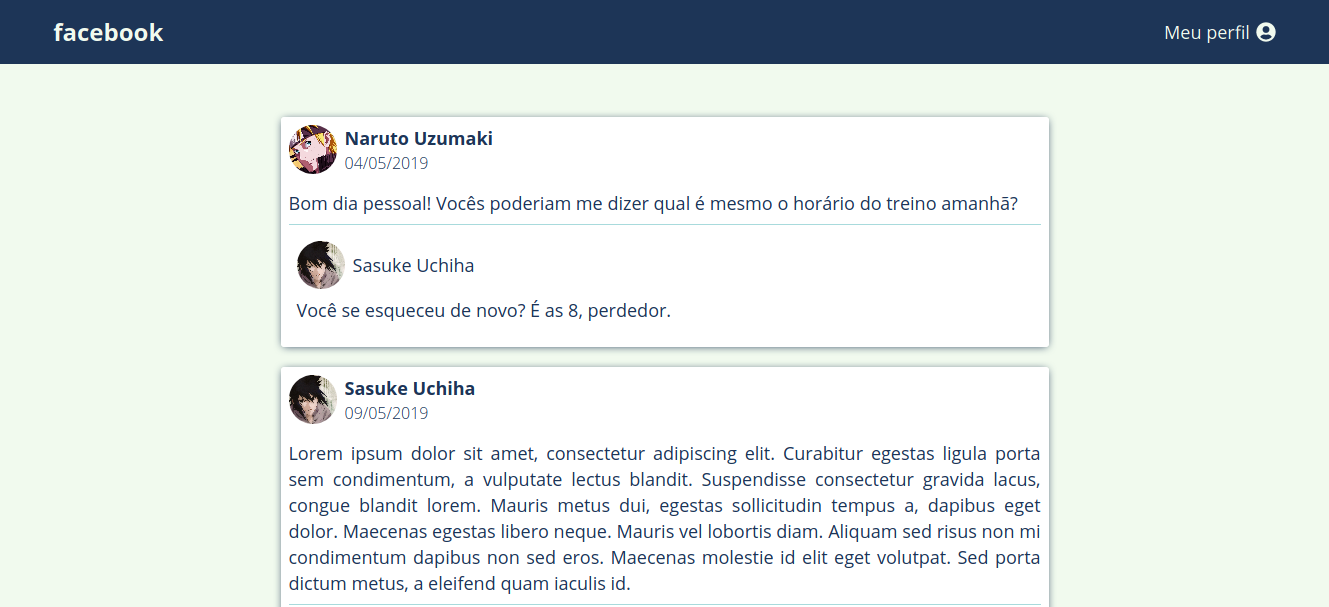 facebook
Meu perfil
Naruto Uzumaki
04/05/2019
Bom dia pessoal! Vocês poderiam me dizer qual é mesmo o horário do treino amanhã?
Sasuke Uchiha
Você se esqueceu de novo? É as 8, perdedor.
Sasuke Uchiha
09/05/2019
Lorem ipsum dolor sit amet, consectetur adipiscing elit. Curabitur egestas ligula porta
sem condimentum, a vulputate lectus blandit. Suspendisse consectetur gravida lacus,
congue blandit lorem. Mauris metus dui, egestas sollicitudin tempus a, dapibus eget
dolor. Maecenas egestas libero neque. Mauris vel lobortis diam. Aliquam sed risus non mi
condimentum dapibus non sed eros. Maecenas molestie id elit eget volutpat. Sed porta
dictum metus, a eleifend quam iaculis id.